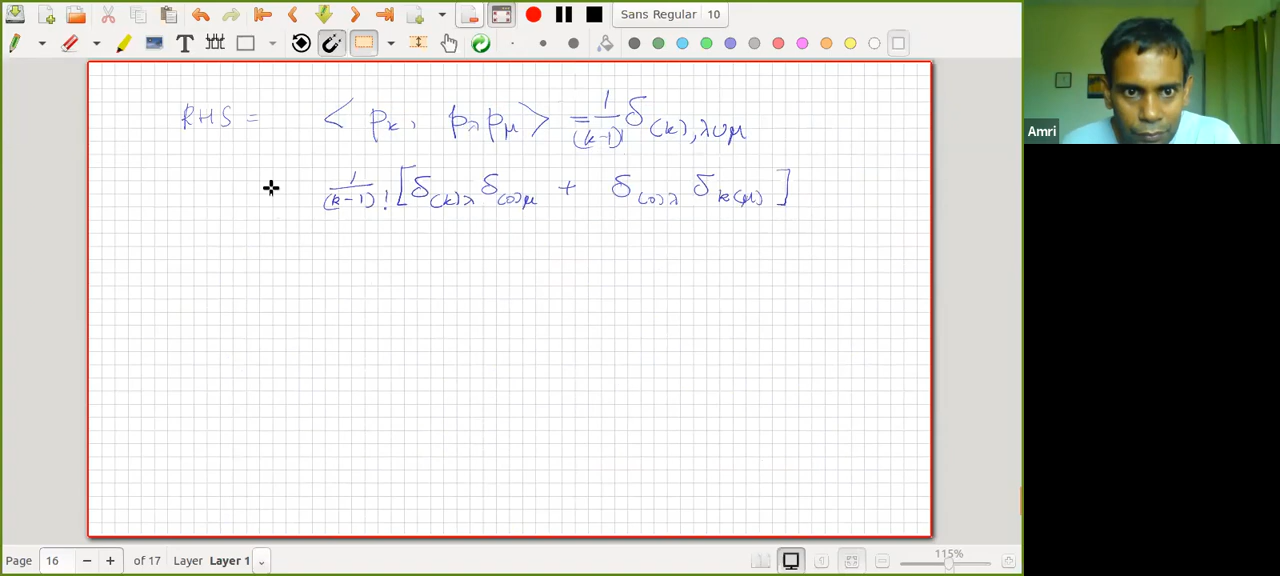 Sans Regular 10
RHS = < p_k, p_λ p_μ > = 1/(k-1)! δ_(k),λ∪μ
1/(k-1)! [ δ_(k)λ δ_(0)μ + δ_(0)λ δ_k(μ) ]
Amri
Page 16 of 17 Layer Layer 1 115%